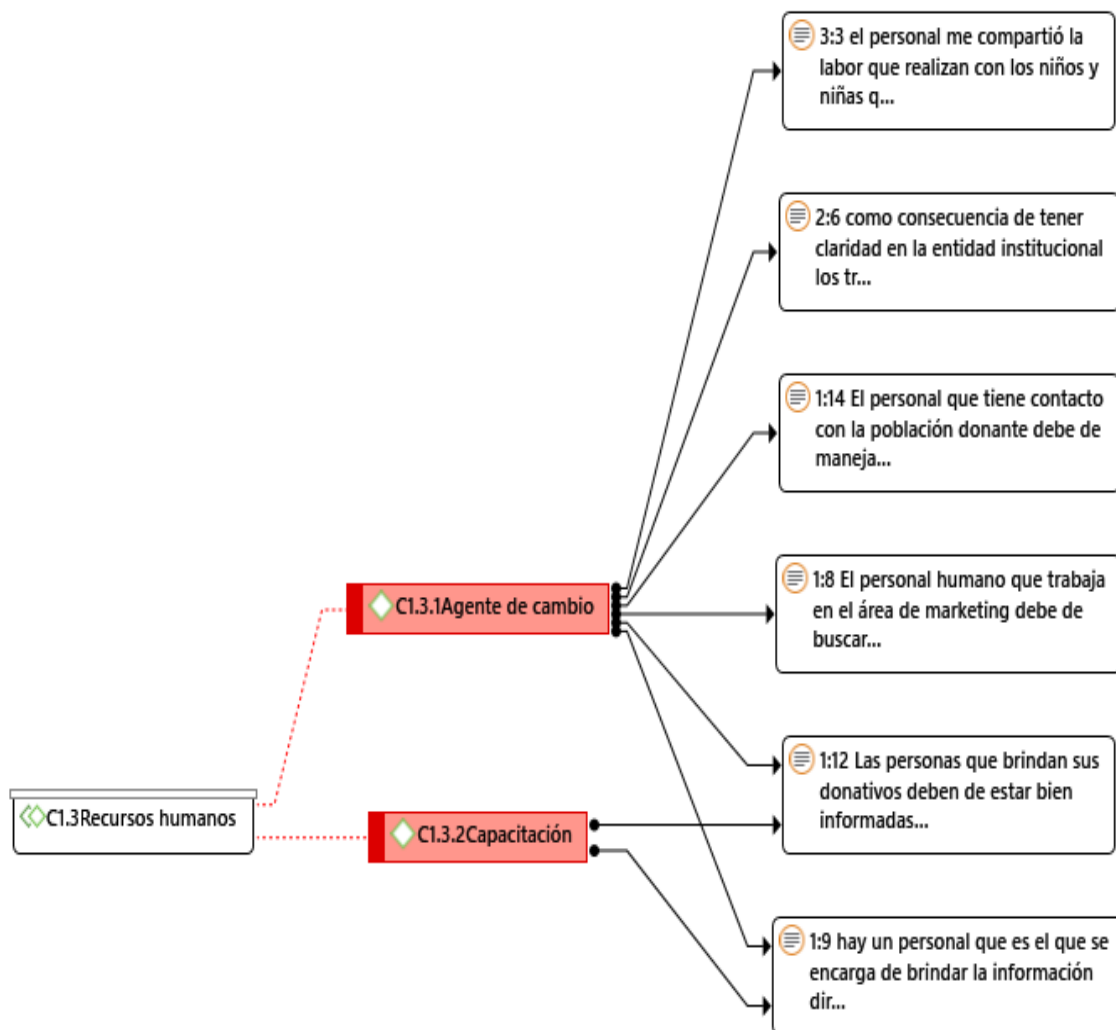 3:3 el personal me compartió la
labor que realizan con los niños y
niñas q...
2:6 como consecuencia de tener
claridad en la entidad institucional
los tr...
1:14 El personal que tiene contacto
con la población donante debe de
maneja...
1:8 El personal humano que trabaja
en el área de marketing debe de
buscar...
C1.3.1Agente de cambio
1:12 Las personas que brindan sus
donativos deben de estar bien
informadas...
C1.3Recursos humanos
C1.3.2Capacitación
1:9 hay un personal que es el que se
encarga de brindar la información
dir...